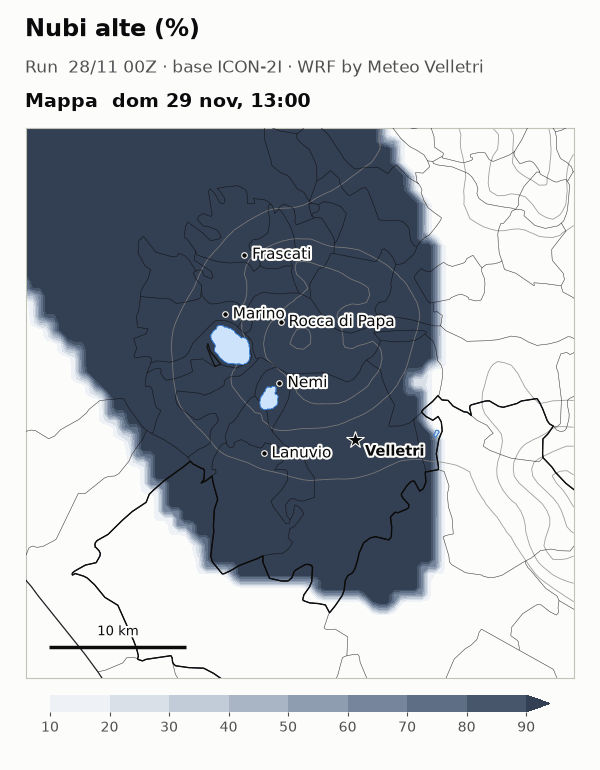 Nubi alte (%)
Run  28/11 00Z · base ICON-2I · WRF by Meteo Velletri
Mappa  dom 29 nov, 13:00
Frascati
Marino
Rocca di Papa
Nemi
Velletri
Lanuvio
10 km
10 20 30 40 50 60 70 80 90